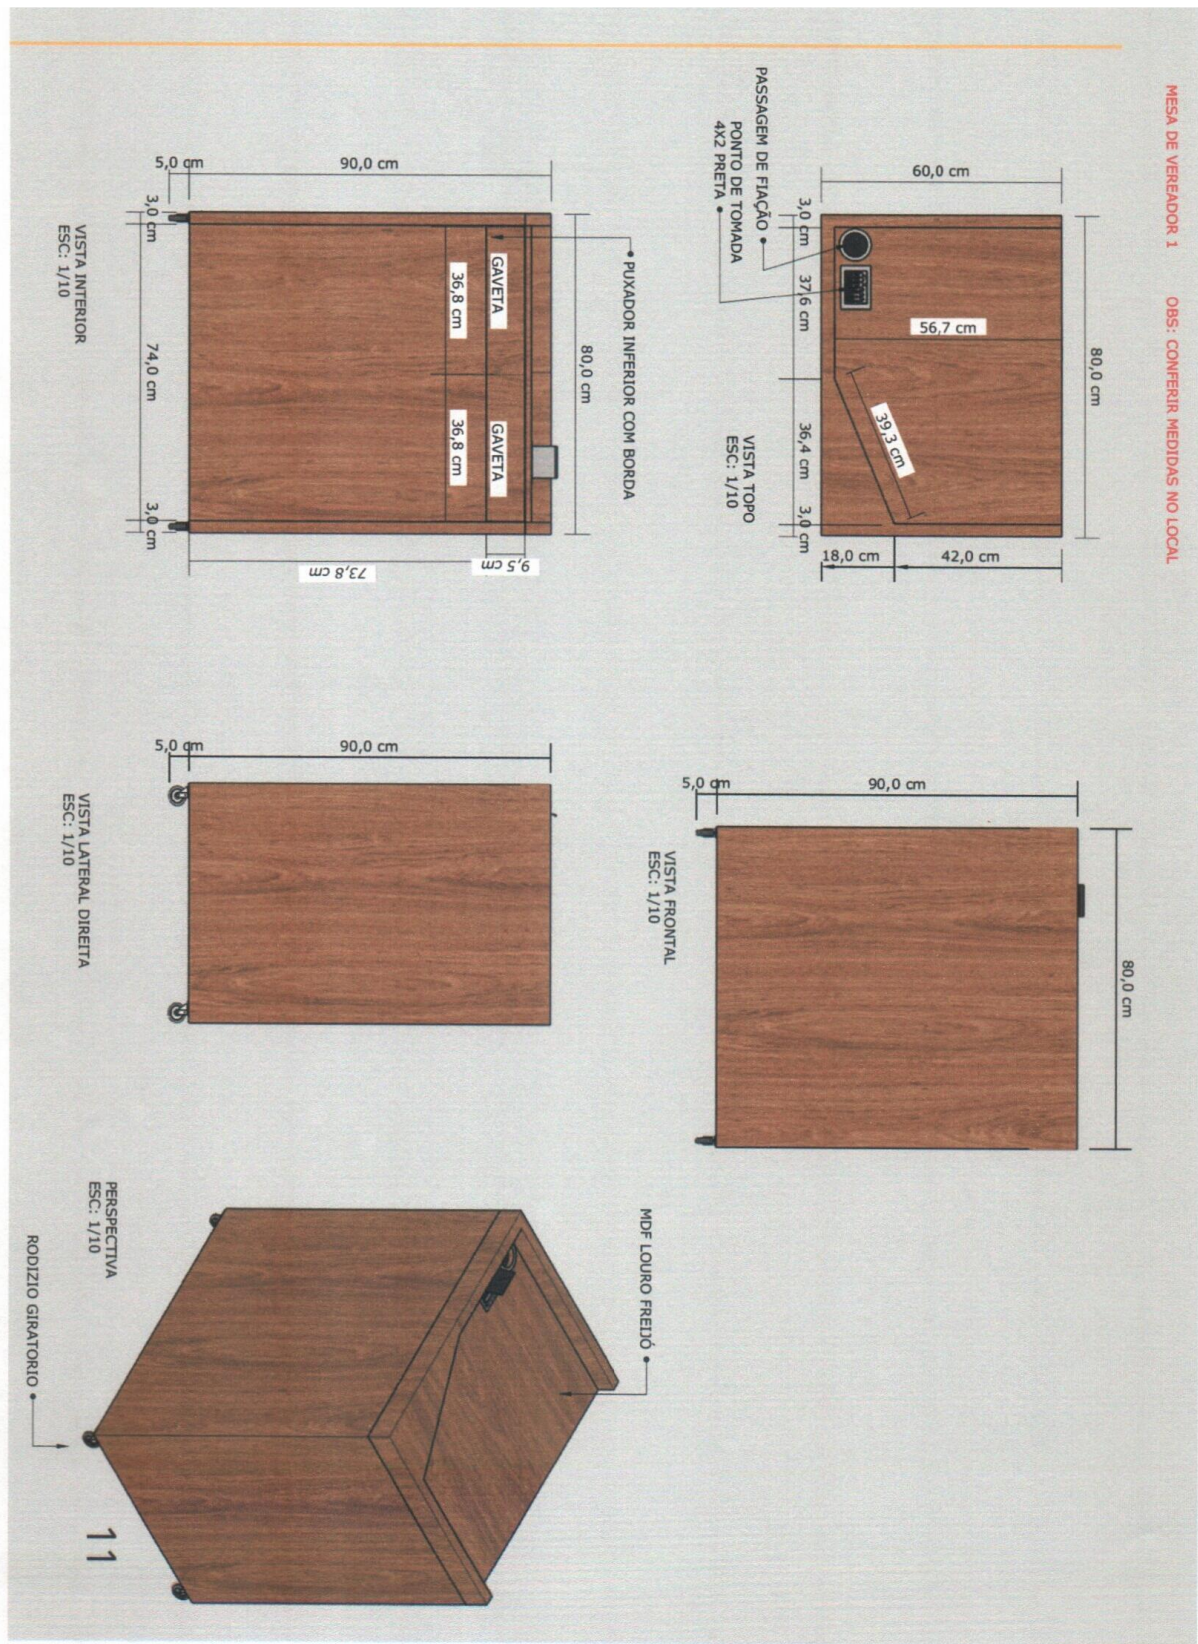 MESA DE VEREADOR 1
OBS: CONFERIR MEDIDAS NO LOCAL
80,0 cm
60,0 cm
56,7 cm
39,3 cm
42,0 cm
18,0 cm
3,0 cm
37,6 cm
36,4 cm
3,0 cm
PASSAGEM DE FIAÇÃO
PONTO DE TOMADA
4X2 PRETA
VISTA TOPO
ESC: 1/10
80,0 cm
90,0 cm
5,0 cm
VISTA FRONTAL
ESC: 1/10
MDF LOURO FREIJÓ
PUXADOR INFERIOR COM BORDA
80,0 cm
90,0 cm
5,0 cm
GAVETA
GAVETA
36,8 cm
36,8 cm
9,5 cm
73,8 cm
3,0 cm
74,0 cm
3,0 cm
VISTA INTERIOR
ESC: 1/10
90,0 cm
5,0 cm
VISTA LATERAL DIREITA
ESC: 1/10
PERSPECTIVA
ESC: 1/10
RODIZIO GIRATORIO
11